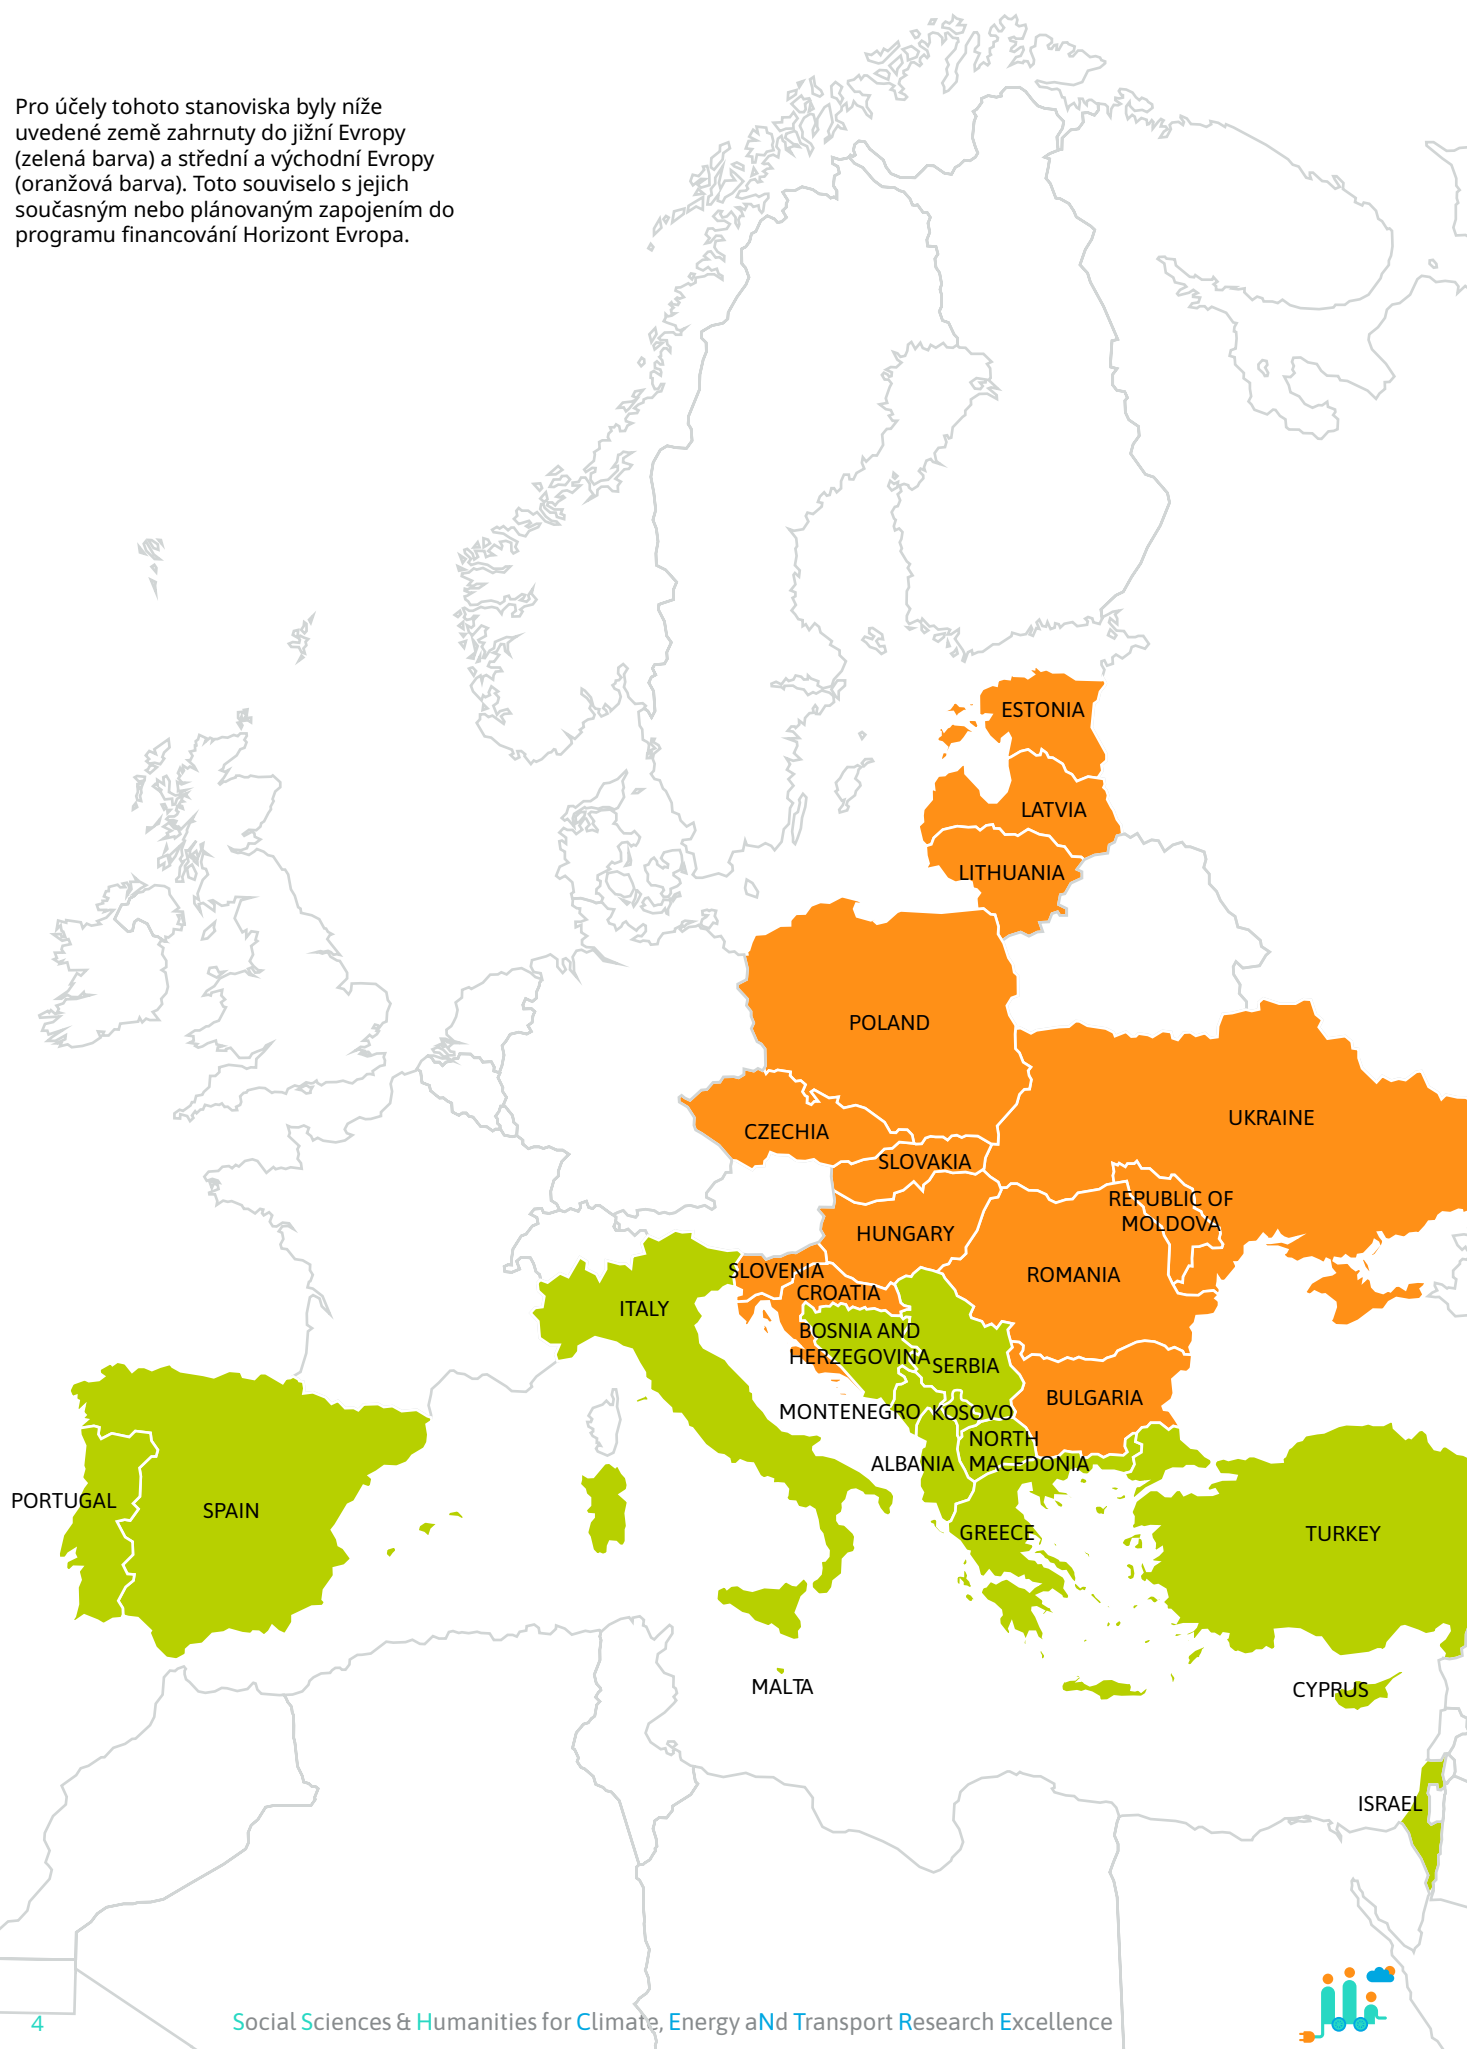 Pro účely tohoto stanoviska byly níže
uvedené země zahrnuty do jižní Evropy
(zelená barva) a střední a východní Evropy
(oranžová barva). Toto souviselo s jejich
současným nebo plánovaným zapojením do
programu financování Horizont Evropa.
ESTONIA
LATVIA
LITHUANIA
POLAND
UKRAINE
CZECHIA
SLOVAKIA
REPUBLIC OF
MOLDOVA
HUNGARY
SLOVENIA
ROMANIA
CROATIA
ITALY
BOSNIA AND
HERZEGOVINA
SERBIA
BULGARIA
MONTENEGRO
KOSOVO
NORTH
MACEDONIA
ALBANIA
PORTUGAL
SPAIN
GREECE
TURKEY
MALTA
CYPRUS
ISRAEL
4
Social Sciences & Humanities for Climate, Energy aNd Transport Research Excellence